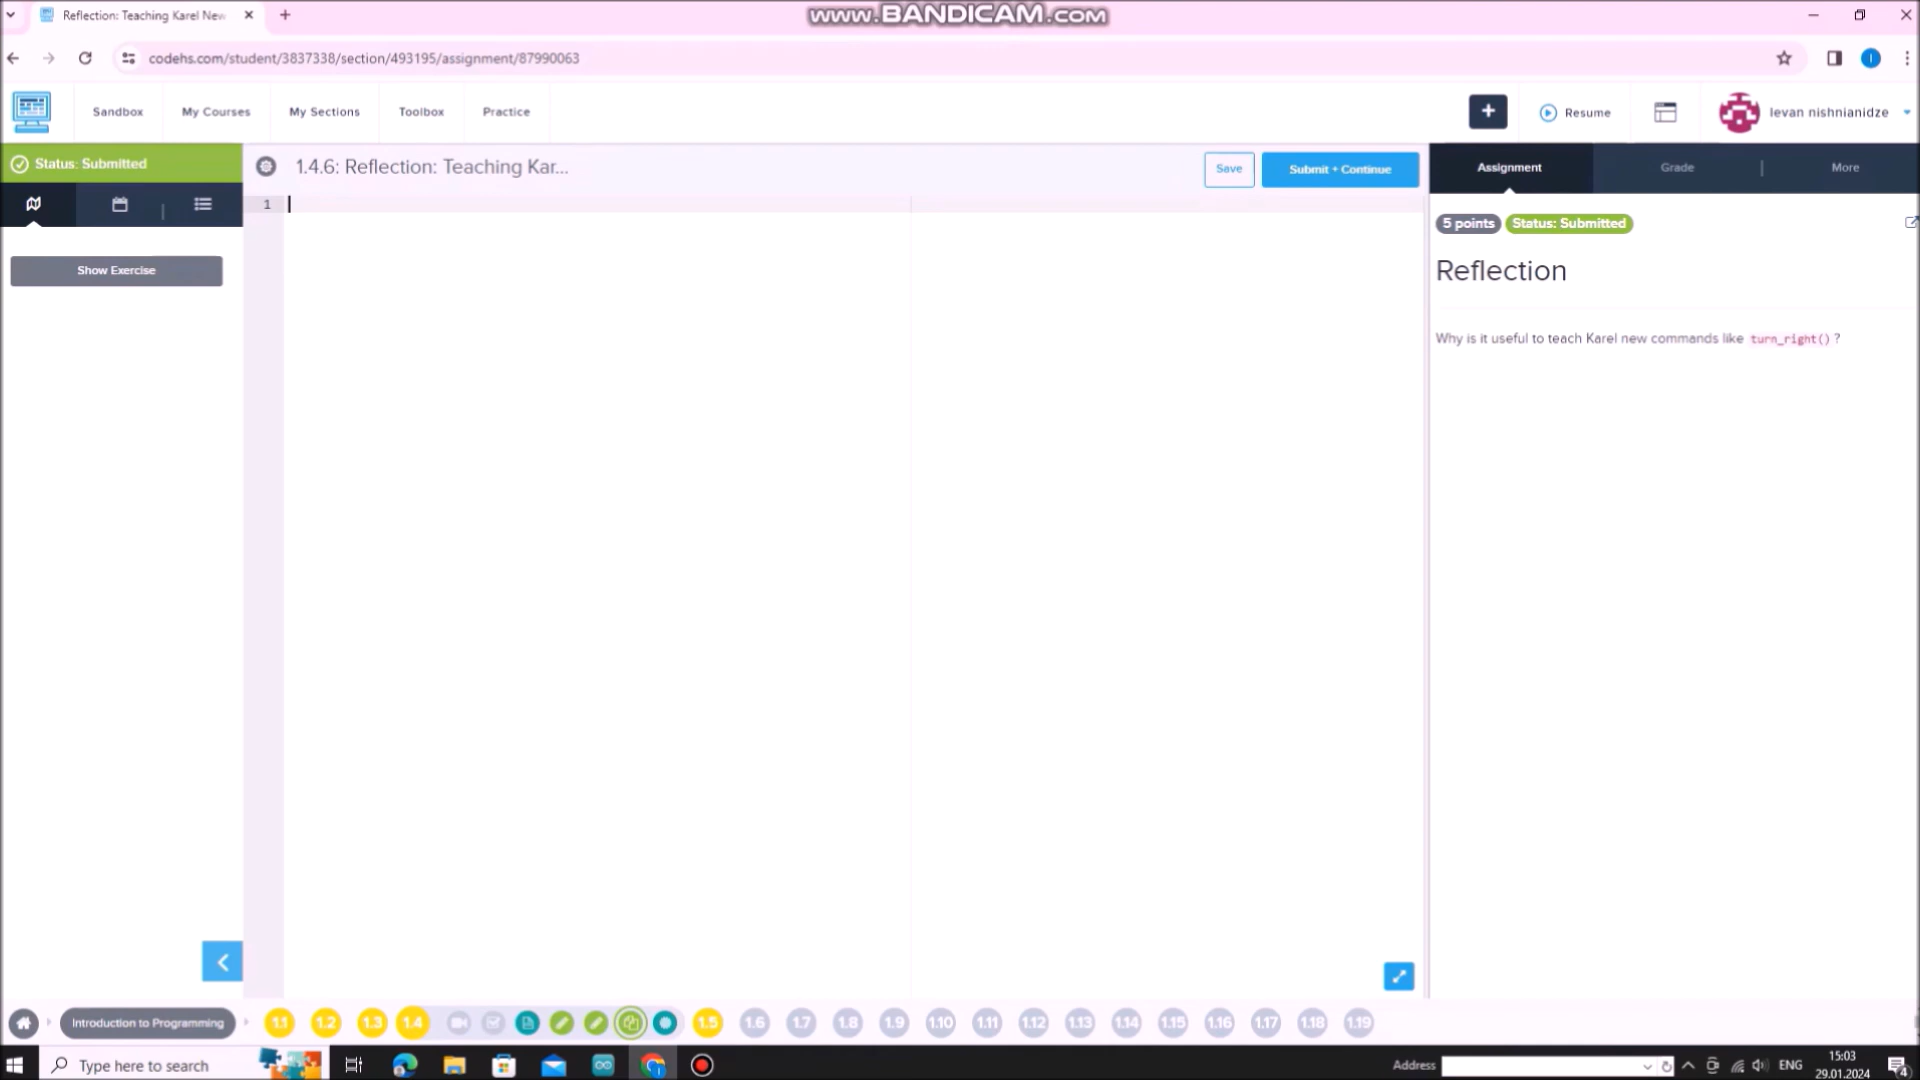 Reflection: Teaching Karel New
www.BANDICAM.com
codehs.com/student/3837338/section/493195/assignment/87990063
Sandbox
My Courses
My Sections
Toolbox
Practice
+
Resume
levan nishnianidze
Status: Submitted
1.4.6: Reflection: Teaching Kar...
Save
Submit + Continue
Assignment
Grade
More
1
5 points
Status: Submitted
Show Exercise
Reflection
Why is it useful to teach Karel new commands like turn_right() ?
Introduction to Programming
1.1
1.2
1.3
1.4
1.5
1.6
1.7
1.8
1.9
1.10
1.11
1.12
1.13
1.14
1.15
1.16
1.17
1.18
1.19
Type here to search
Address
ENG
15:03
29.01.2024
4